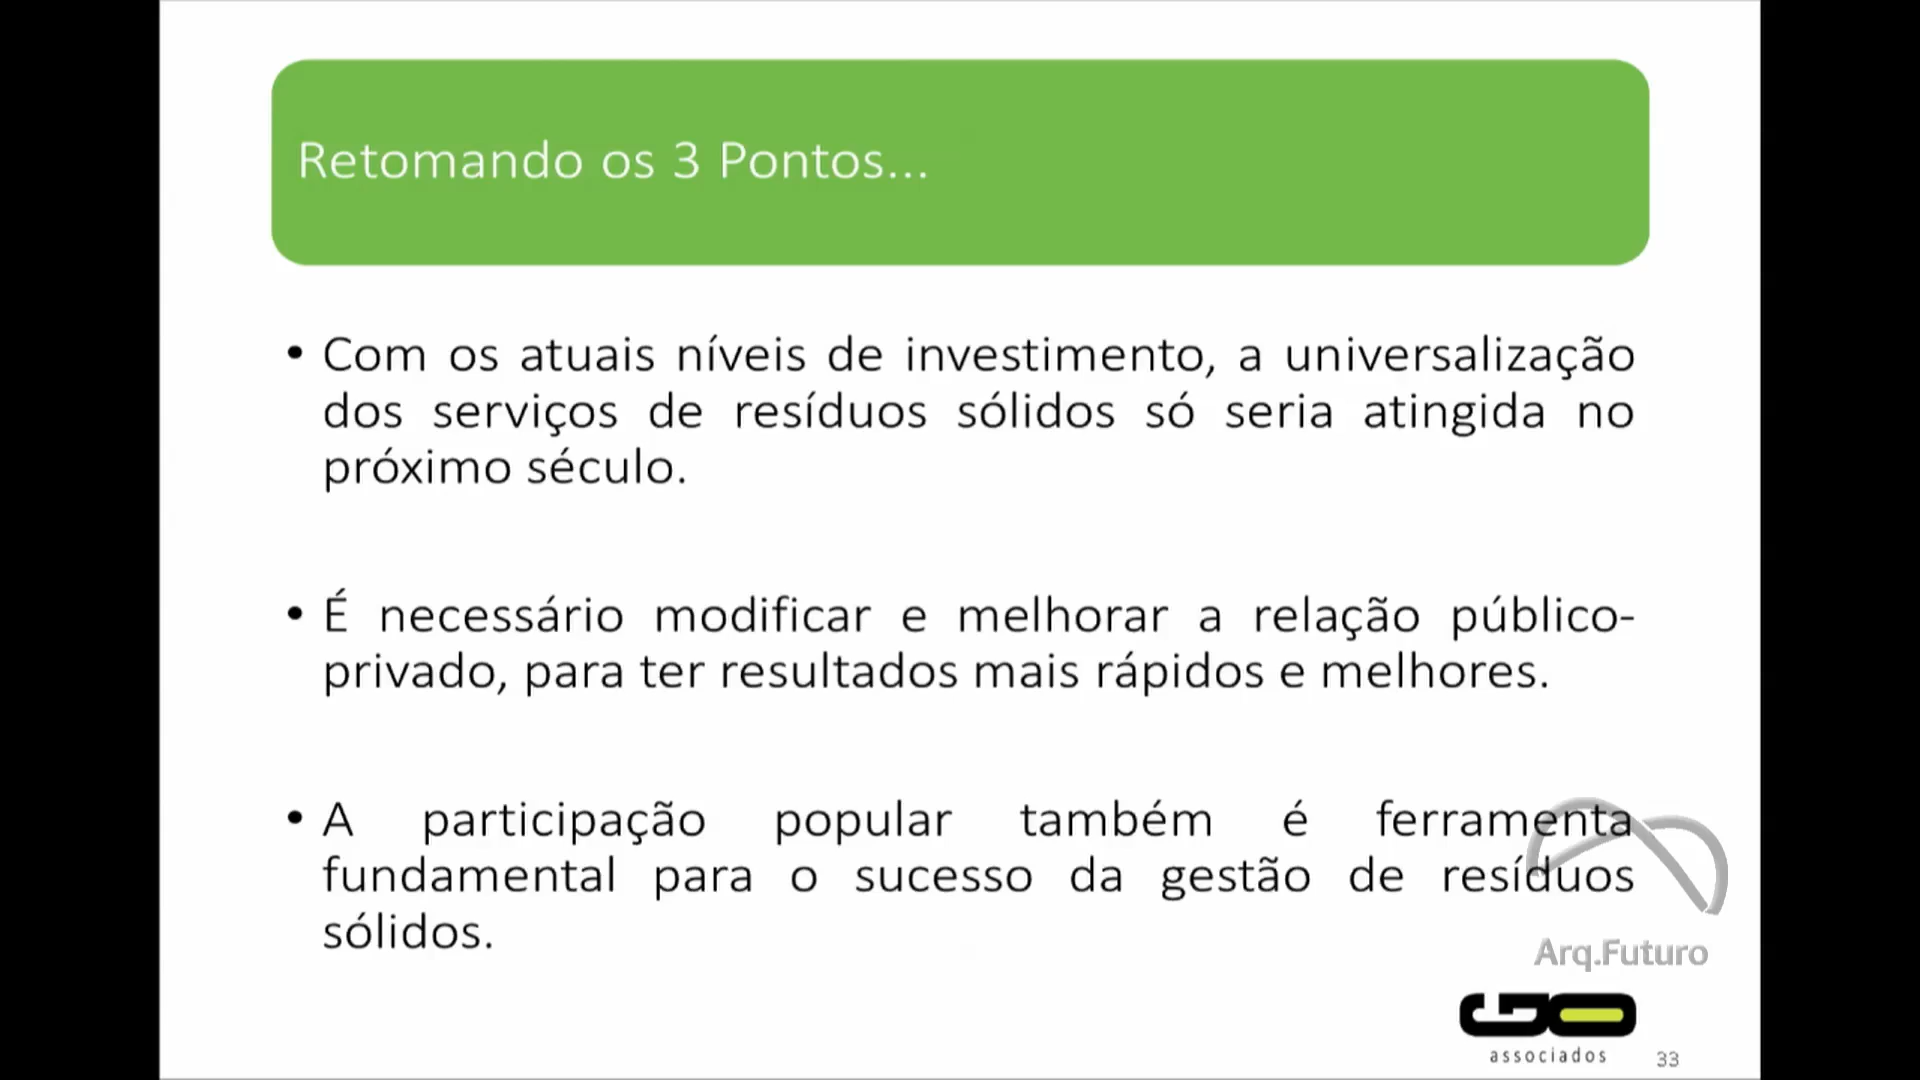 Retomando os 3 Pontos...
• Com os atuais níveis de investimento, a universalização
dos serviços de resíduos sólidos só seria atingida no
próximo século.
• É necessário modificar e melhorar a relação público-
privado, para ter resultados mais rápidos e melhores.
• A participação popular também é ferramenta
fundamental para o sucesso da gestão de resíduos
sólidos.
Arq.Futuro
GO
associados
33